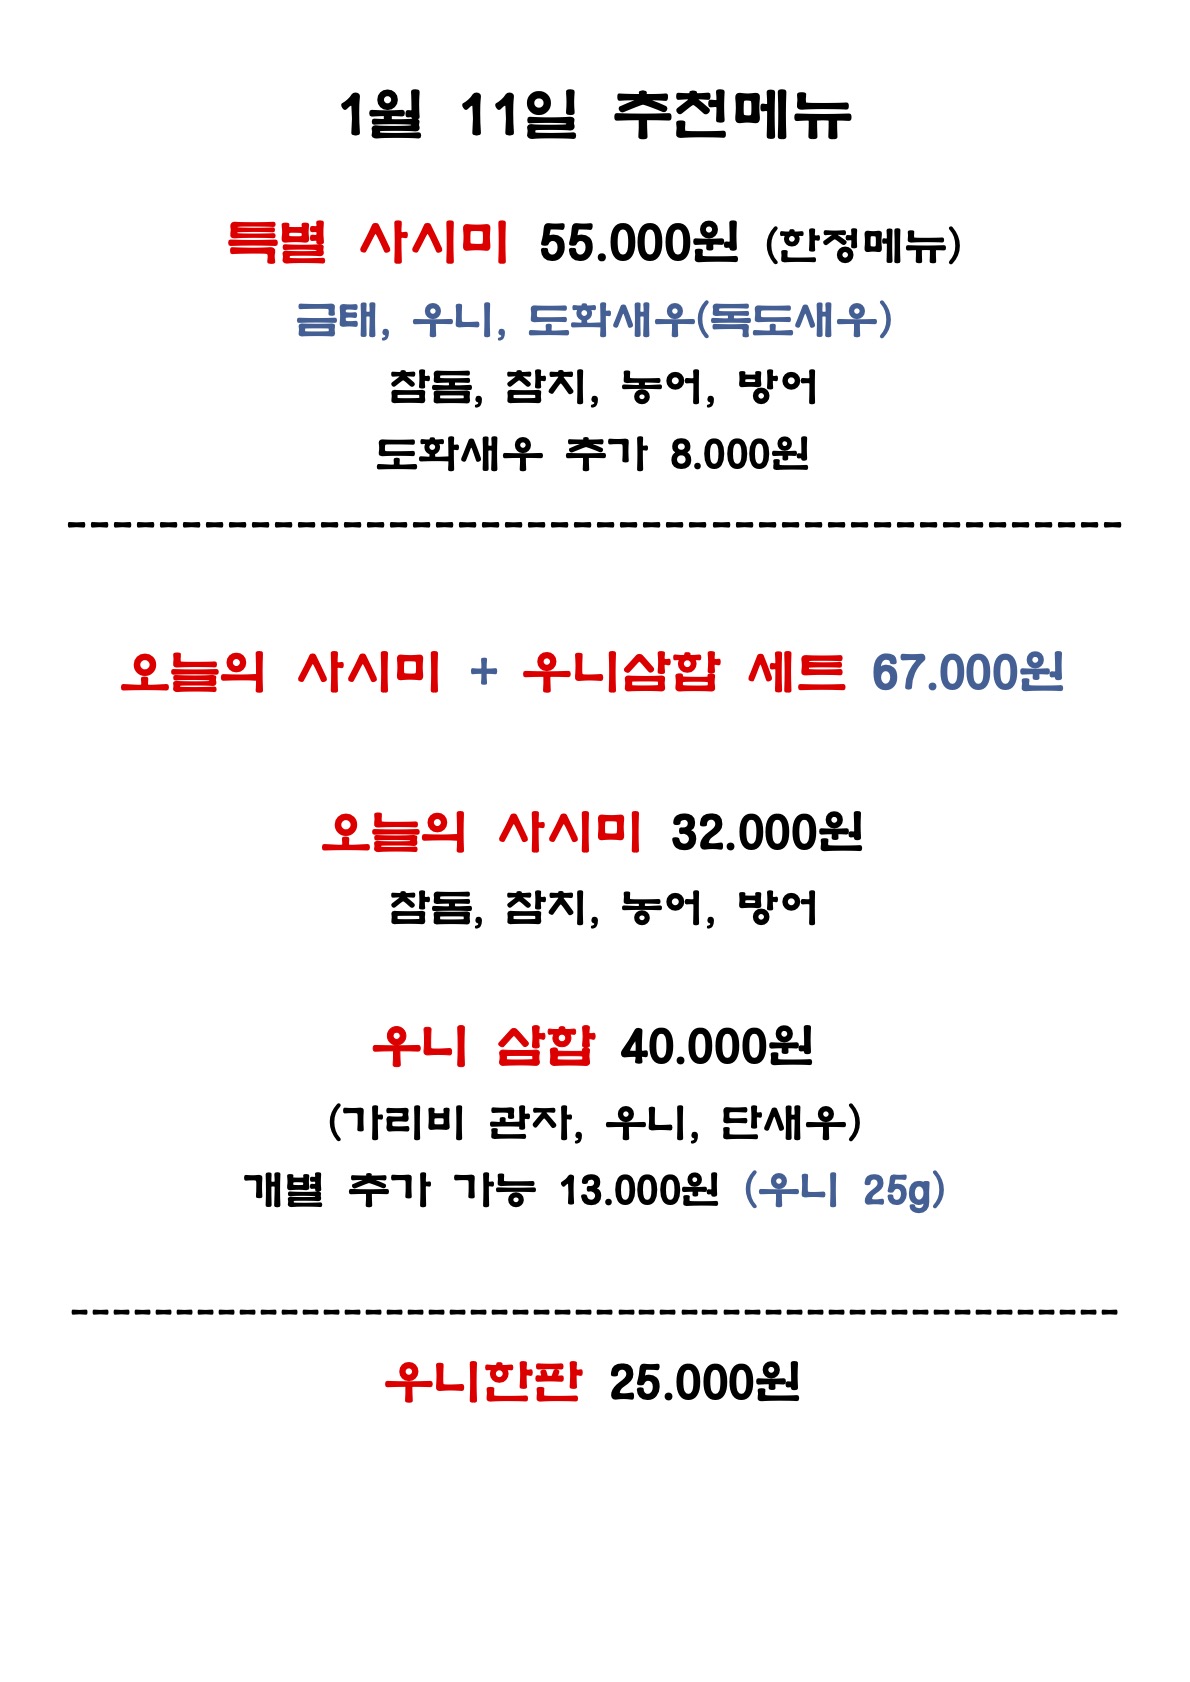 1월 11일 추천메뉴
특별 사시미 55.000원 (한정메뉴)
금태, 우니, 도화새우(독도새우)
참돔, 참치, 농어, 방어
도화새우 추가 8.000원
----------------------------------------------
오늘의 사시미 + 우니삼합 세트 67.000원
오늘의 사시미 32.000원
참돔, 참치, 농어, 방어
우니 삼합 40.000원
(가리비 관자, 우니, 단새우)
개별 추가 가능 13.000원 (우니 25g)
--------------------------------------------------
우니한판 25.000원